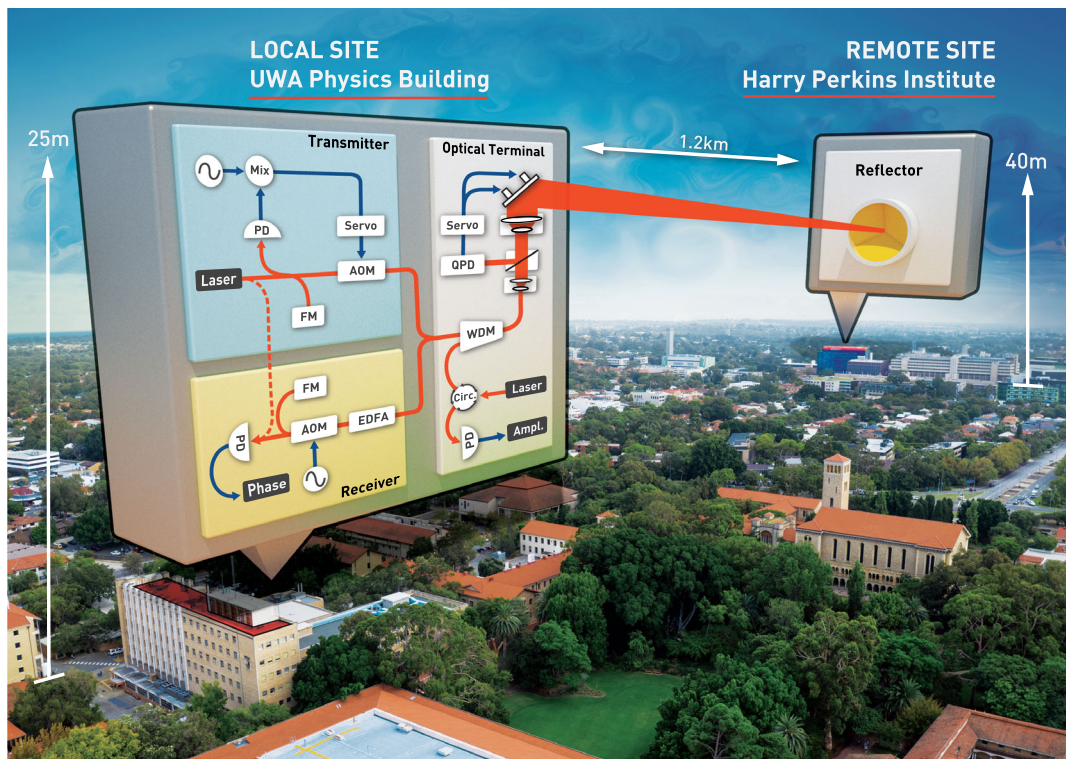 LOCAL SITE
UWA Physics Building
REMOTE SITE
Harry Perkins Institute
25m
1.2km
40m
Transmitter
Mix
PD
Servo
Laser
AOM
FM
Optical Terminal
Servo
QPD
WDM
Circ.
Laser
PD
Ampl.
FM
PD
AOM
EDFA
Phase
Receiver
Reflector